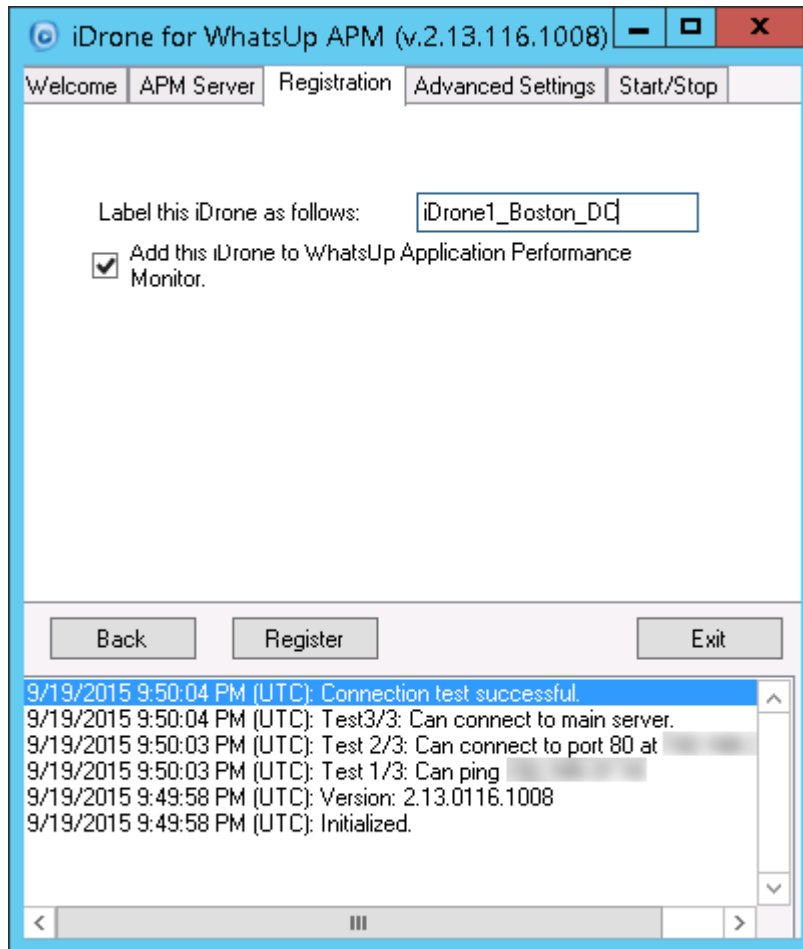 iDrone for WhatsUp APM (v.2.13.116.1008)
Welcome APM Server Registration Advanced Settings Start/Stop
Label this iDrone as follows: iDrone1_Boston_DC
Add this iDrone to WhatsUp Application Performance
Monitor.
Back Register Exit
9/19/2015 9:50:04 PM (UTC): Connection test successful.
9/19/2015 9:50:04 PM (UTC): Test3/3: Can connect to main server.
9/19/2015 9:50:03 PM (UTC): Test 2/3: Can connect to port 80 at
9/19/2015 9:50:03 PM (UTC): Test 1/3: Can ping
9/19/2015 9:49:58 PM (UTC): Version: 2.13.0116.1008
9/19/2015 9:49:58 PM (UTC): Initialized.